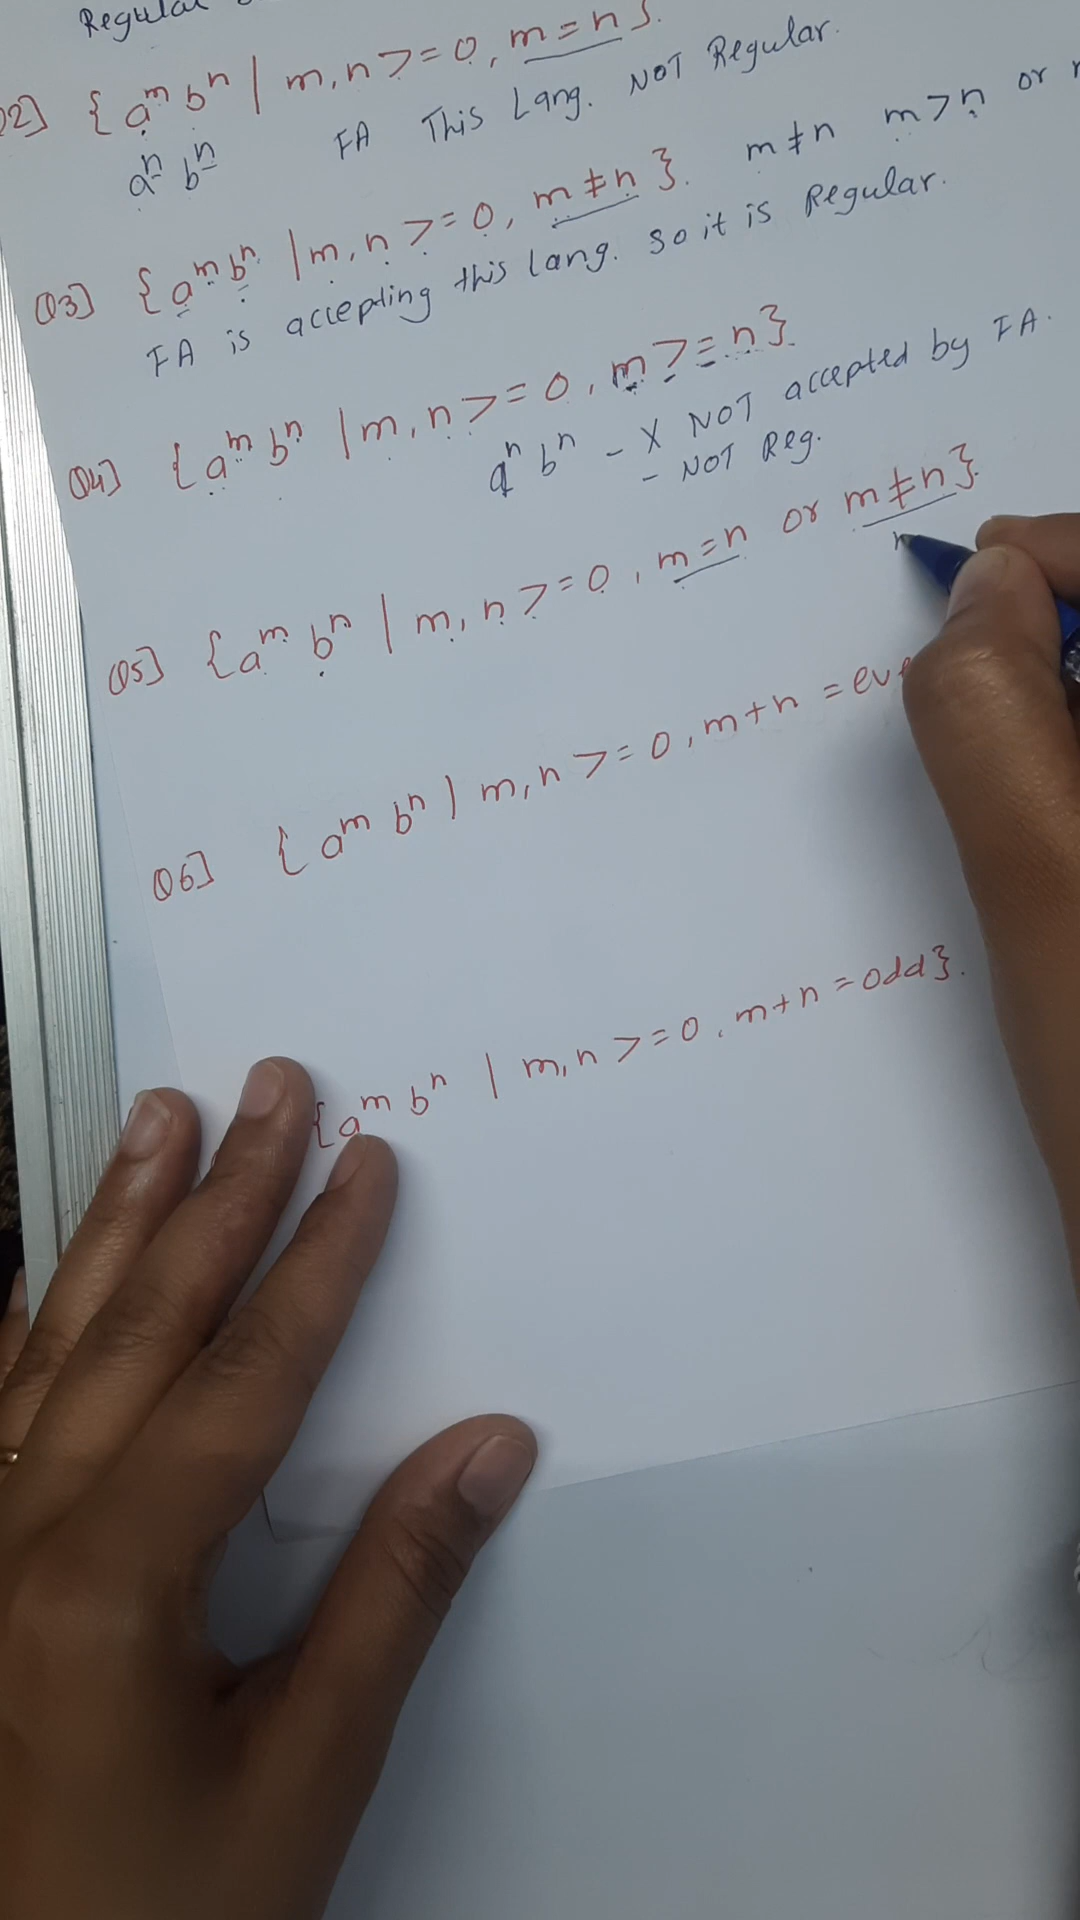 Regular
Q2] { a^m b^n | m,n >= 0, m = n }.
a^n b^n FA This Lang. NOT Regular.
Q3] { a^m b^n | m,n >= 0, m ≠ n }. m ≠ n m > n or
FA is accepting this lang. so it is Regular.
Q4] { a^m b^n | m,n >= 0, m >= n }.
a^n b^n - X NOT accepted by FA.
- NOT Reg.
Q5] { a^m b^n | m,n >= 0, m = n or m ≠ n }.
Q6] { a^m b^n | m,n >= 0, m+n = eve
{ a^m b^n | m,n >= 0, m+n = odd }.